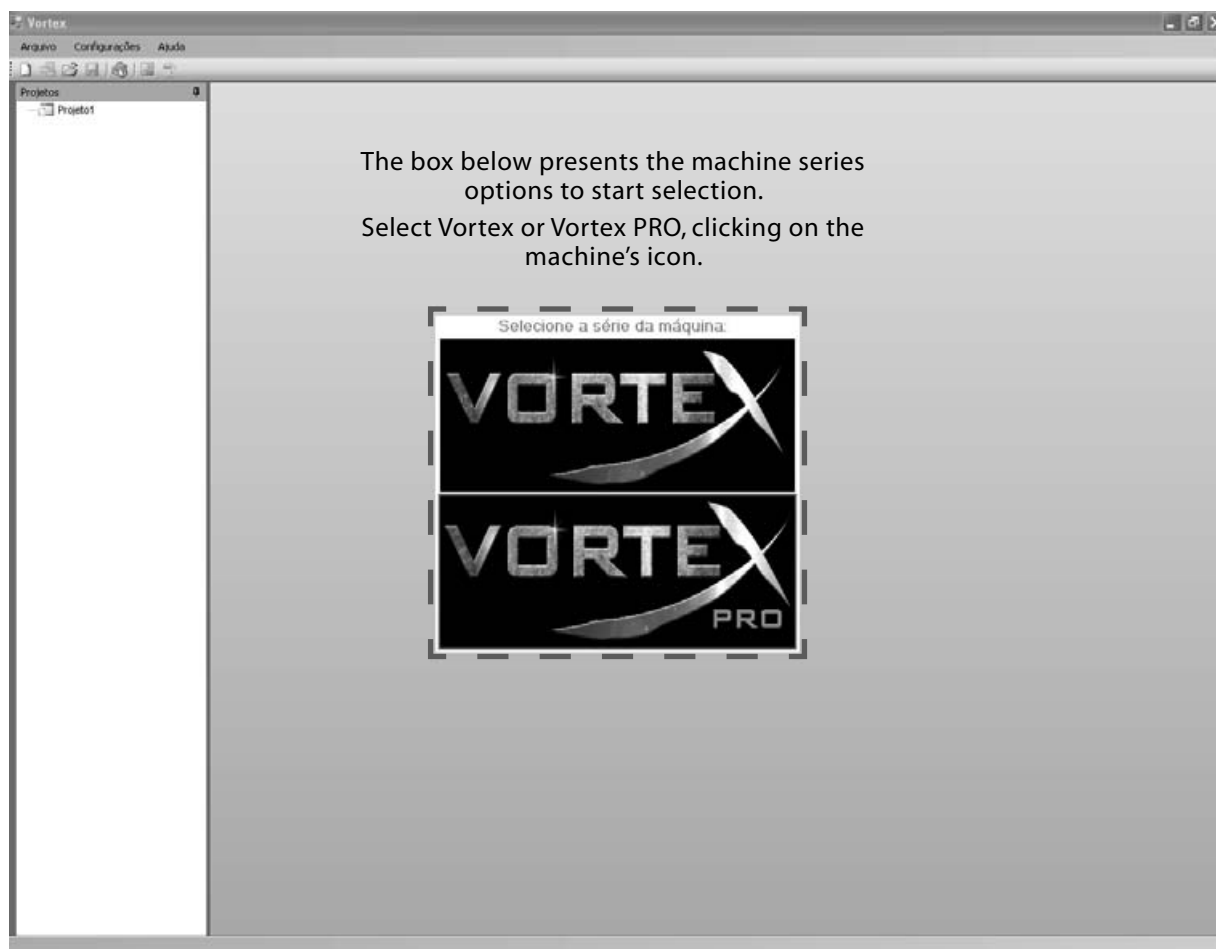 Vortex
Arquivo Configurações Ajuda
Projetos
Projeto1
The box below presents the machine series
options to start selection.
Select Vortex or Vortex PRO, clicking on the
machine’s icon.
Selecione a série da máquina:
VORTEX
VORTEX
PRO